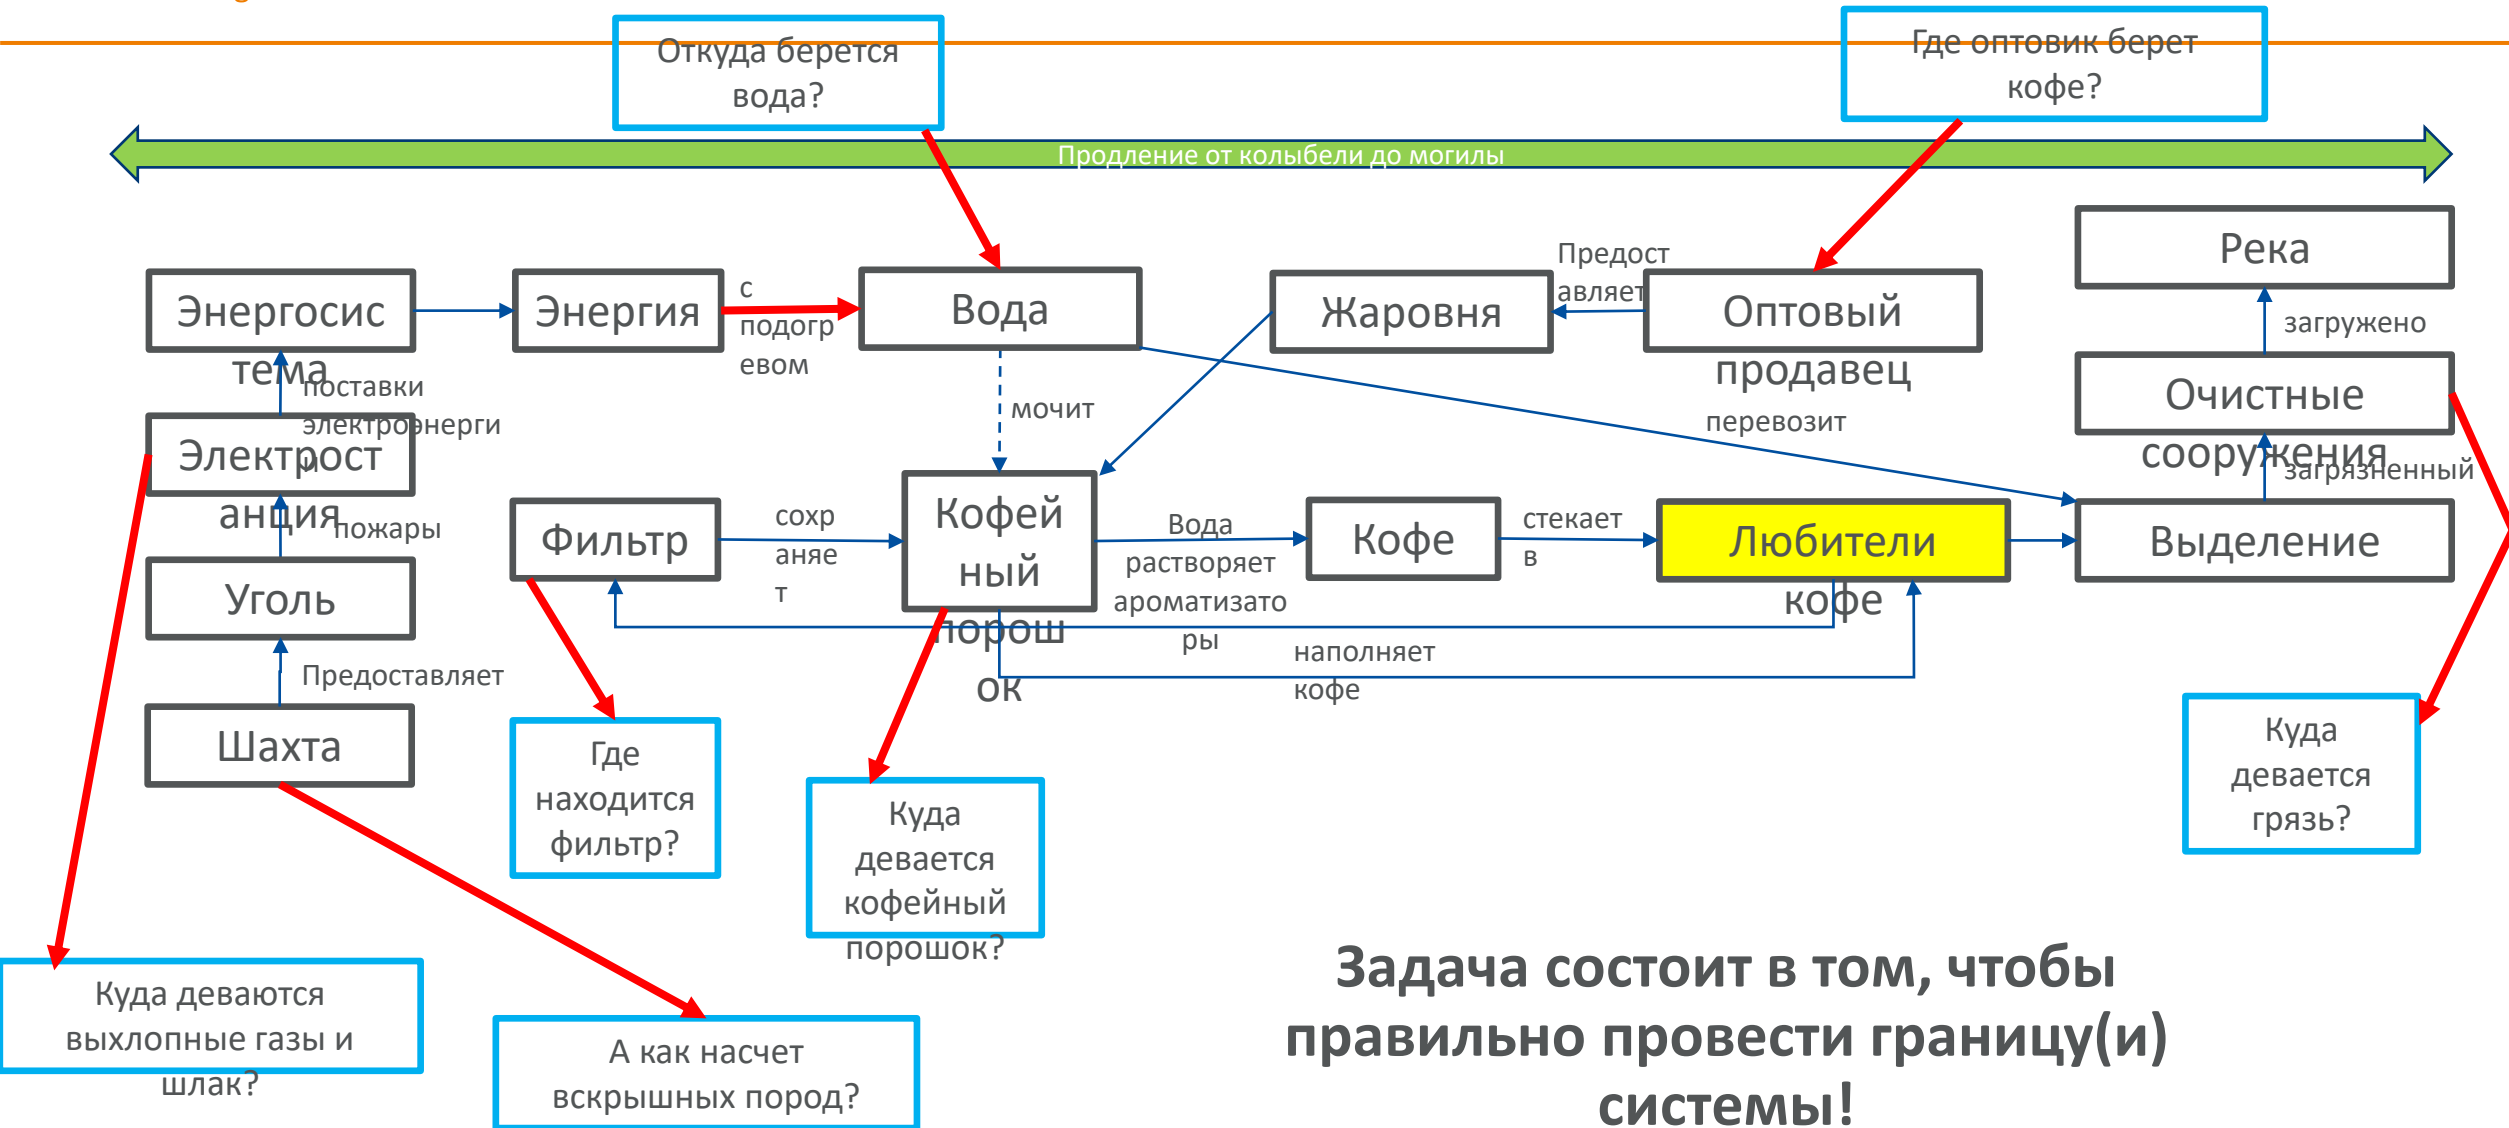 Откуда берется
вода?
Где оптовик берет
кофе?
Продление от колыбели до могилы
Река
загружено
Энергосис
тема
Энергия
с
подогр
евом
Вода
Жаровня
Предост
авляет
Оптовый
продавец
Очистные
сооружения
поставки
электроэнерги
и
мочит
перевозит
загрязненный
Электрост
анция
пожары
Фильтр
сохр
аняе
т
Кофей
ный
порош
ок
Вода
растворяет
ароматизато
ры
Кофе
стекает
в
Любители
кофе
Выделение
Уголь
наполняет
кофе
Предоставляет
Шахта
Где
находится
фильтр?
Куда
девается
кофейный
порошок?
Куда
девается
грязь?
Куда деваются
выхлопные газы и
шлак?
А как насчет
вскрышных пород?
Задача состоит в том, чтобы
правильно провести границу(и)
системы!